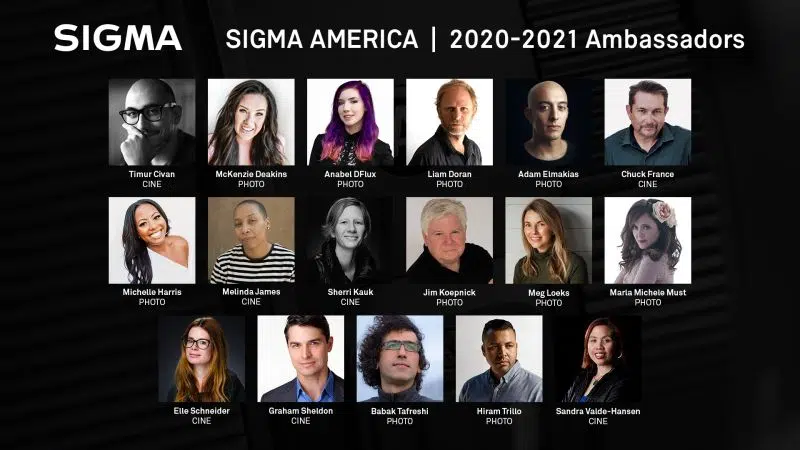 SIGMA
SIGMA AMERICA | 2020-2021 Ambassadors
Timur Civan
CINE
McKenzie Deakins
PHOTO
Anabel DFlux
PHOTO
Liam Doran
PHOTO
Adam Elmakias
PHOTO
Chuck France
CINE
Michelle Harris
PHOTO
Melinda James
CINE
Sherri Kauk
CINE
Jim Koepnick
PHOTO
Meg Loeks
PHOTO
Marla Michele Must
PHOTO
Elle Schneider
CINE
Graham Sheldon
CINE
Babak Tafreshi
PHOTO
Hiram Trillo
PHOTO
Sandra Valde-Hansen
CINE